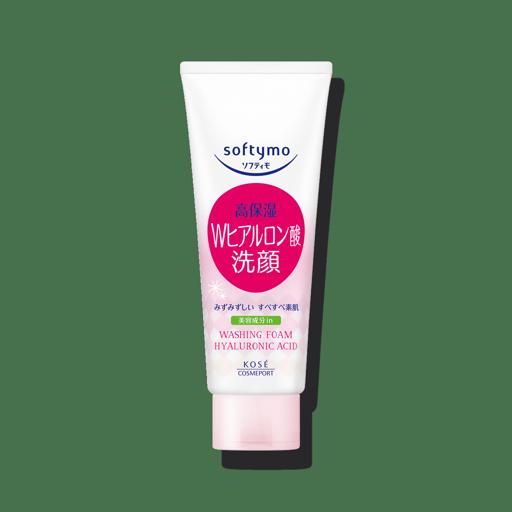 softymo
ソフティモ
高保湿
Wヒアルロン酸
洗顔
みずみずしい すべすべ素肌
美容成分in
WASHING FOAM
HYALURONIC ACID
KOSÉ
COSMEPORT